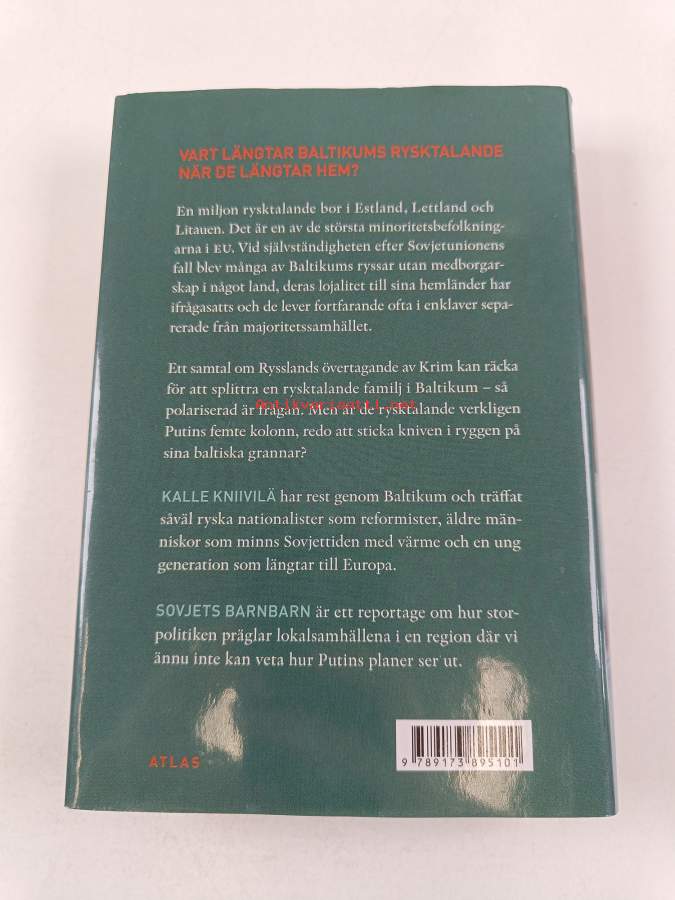 VART LÄNGTAR BALTIKUMS RYSKTALANDE
NÄR DE LÄNGTAR HEM?
En miljon rysktalande bor i Estland, Lettland och
Litauen. Det är en av de största minoritetsbefolkning-
arna i EU. Vid självständigheten efter Sovjetunionens
fall blev många av Baltikums ryssar utan medborgar-
skap i något land, deras lojalitet till sina hemländer har
ifrågasatts och de lever fortfarande ofta i enklaver sepa-
rerade från majoritetssamhället.
Ett samtal om Rysslands övertagande av Krim kan räcka
för att splittra en rysktalande familj i Baltikum – så
polariserad är frågan. Men är de rysktalande verkligen
Antikvariaatti.net
Putins femte kolonn, redo att sticka kniven i ryggen på
sina baltiska grannar?
KALLE KNIIVILÄ har rest genom Baltikum och träffat
såväl ryska nationalister som reformister, äldre män-
niskor som minns Sovjettiden med värme och en ung
generation som längtar till Europa.
SOVJETS BARNBARN är ett reportage om hur stor-
politiken präglar lokalsamhällena i en region där vi
ännu inte kan veta hur Putins planer ser ut.
ATLAS
9 789173 895101